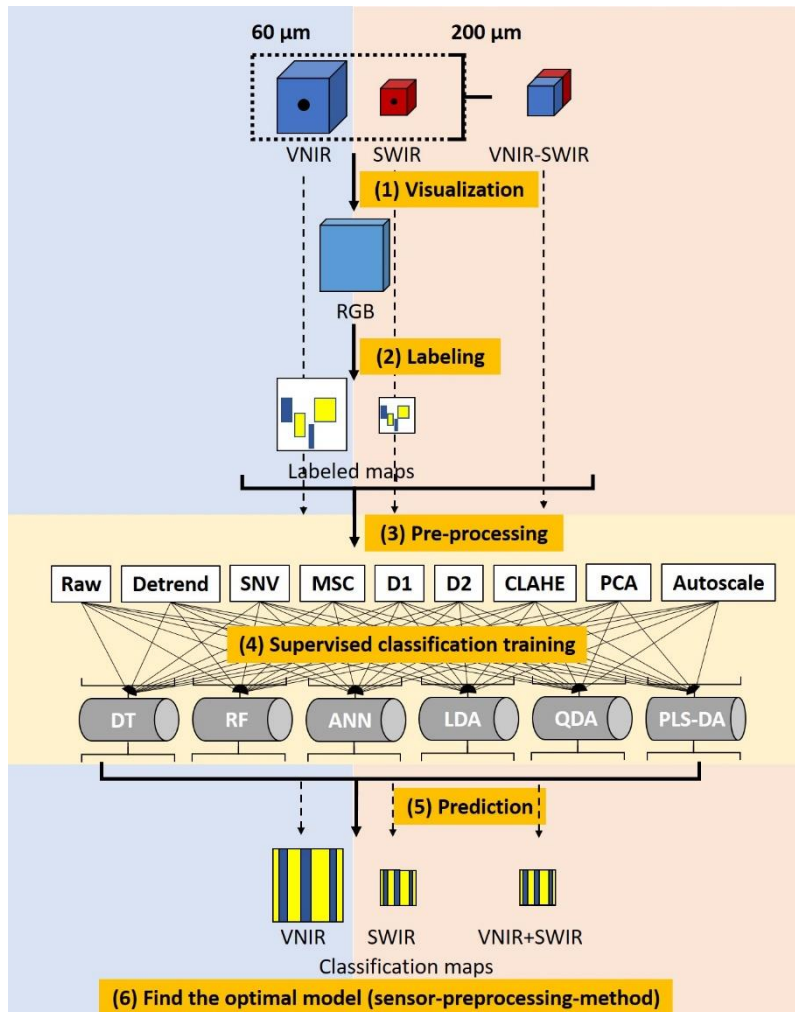 60 µm
200 µm
VNIR
SWIR
VNIR-SWIR
(1) Visualization
RGB
(2) Labeling
Labeled maps
(3) Pre-processing
Raw
Detrend
SNV
MSC
D1
D2
CLAHE
PCA
Autoscale
(4) Supervised classification training
DT
RF
ANN
LDA
QDA
PLS-DA
(5) Prediction
VNIR
SWIR
VNIR+SWIR
Classification maps
(6) Find the optimal model (sensor-preprocessing-method)